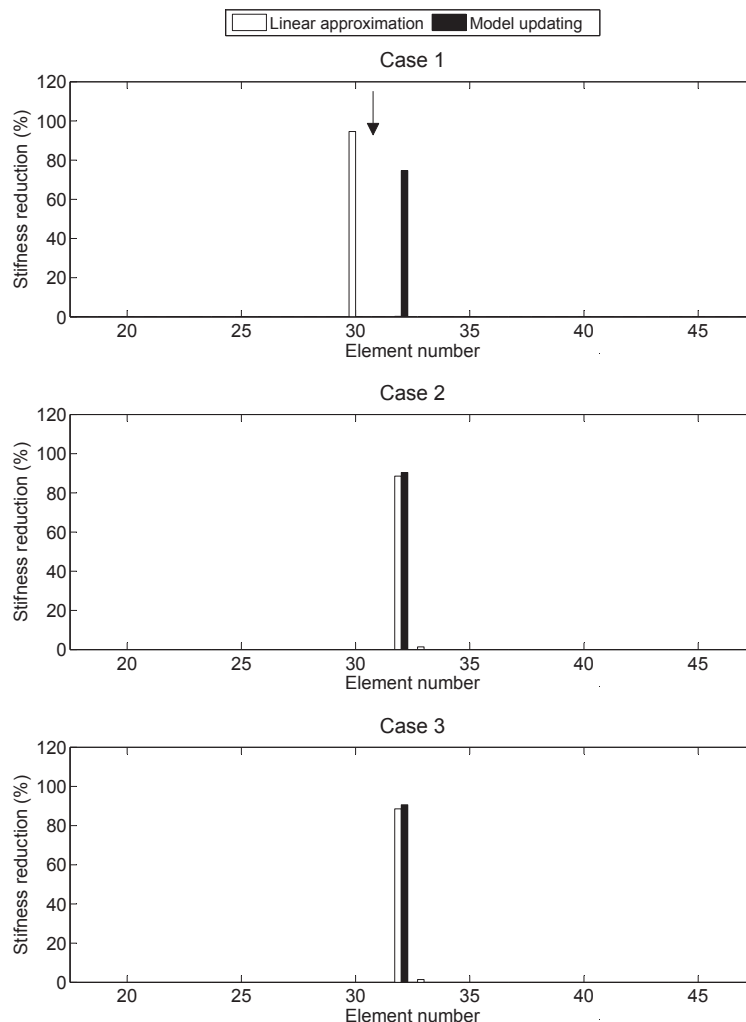 Linear approximation Model updating
Case 1
Stifness reduction (%)
120
100
80
60
40
20
0
20 25 30 35 40 45
Element number
Case 2
Stifness reduction (%)
120
100
80
60
40
20
0
20 25 30 35 40 45
Element number
Case 3
Stifness reduction (%)
120
100
80
60
40
20
0
20 25 30 35 40 45
Element number